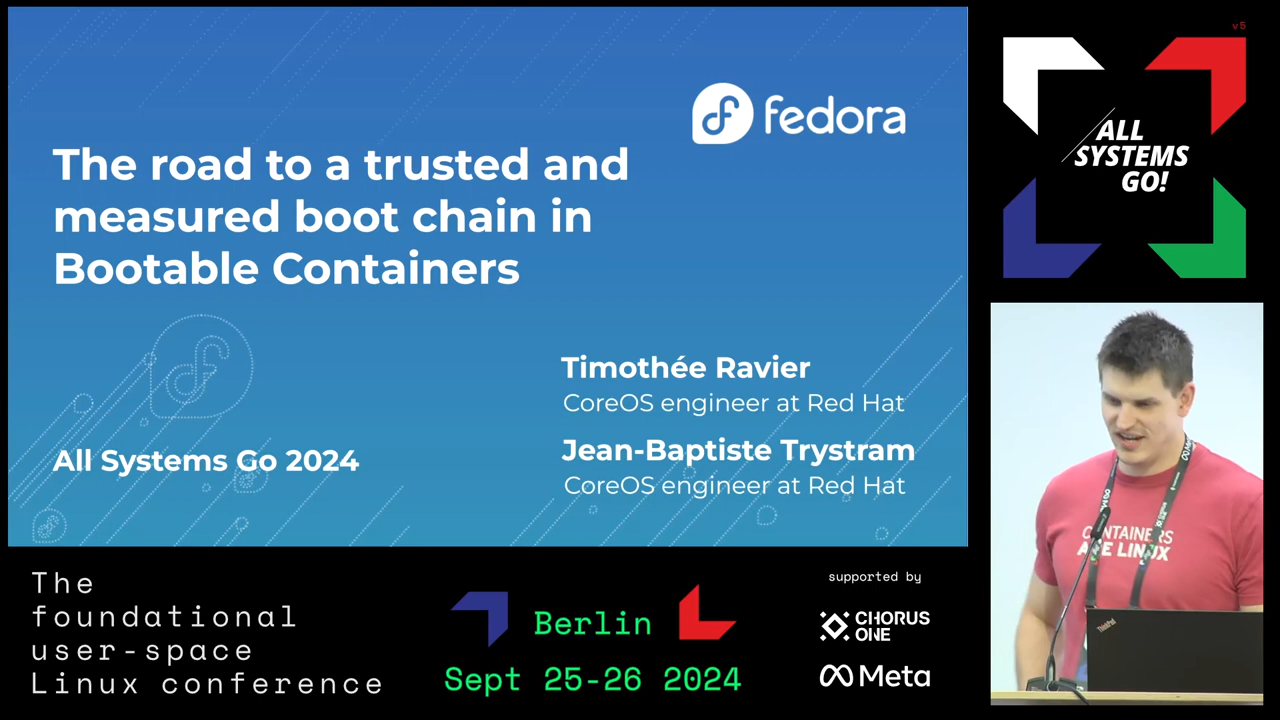 fedora
The road to a trusted and
measured boot chain in
Bootable Containers
Timothée Ravier
CoreOS engineer at Red Hat
Jean-Baptiste Trystram
CoreOS engineer at Red Hat
All Systems Go 2024
v5
ALL
SYSTEMS
GO!
CONTAINERS
ARE LINUX
ThinkPad
The
foundational
user-space
Linux conference
Berlin
Sept 25-26 2024
supported by
CHORUS
ONE
Meta